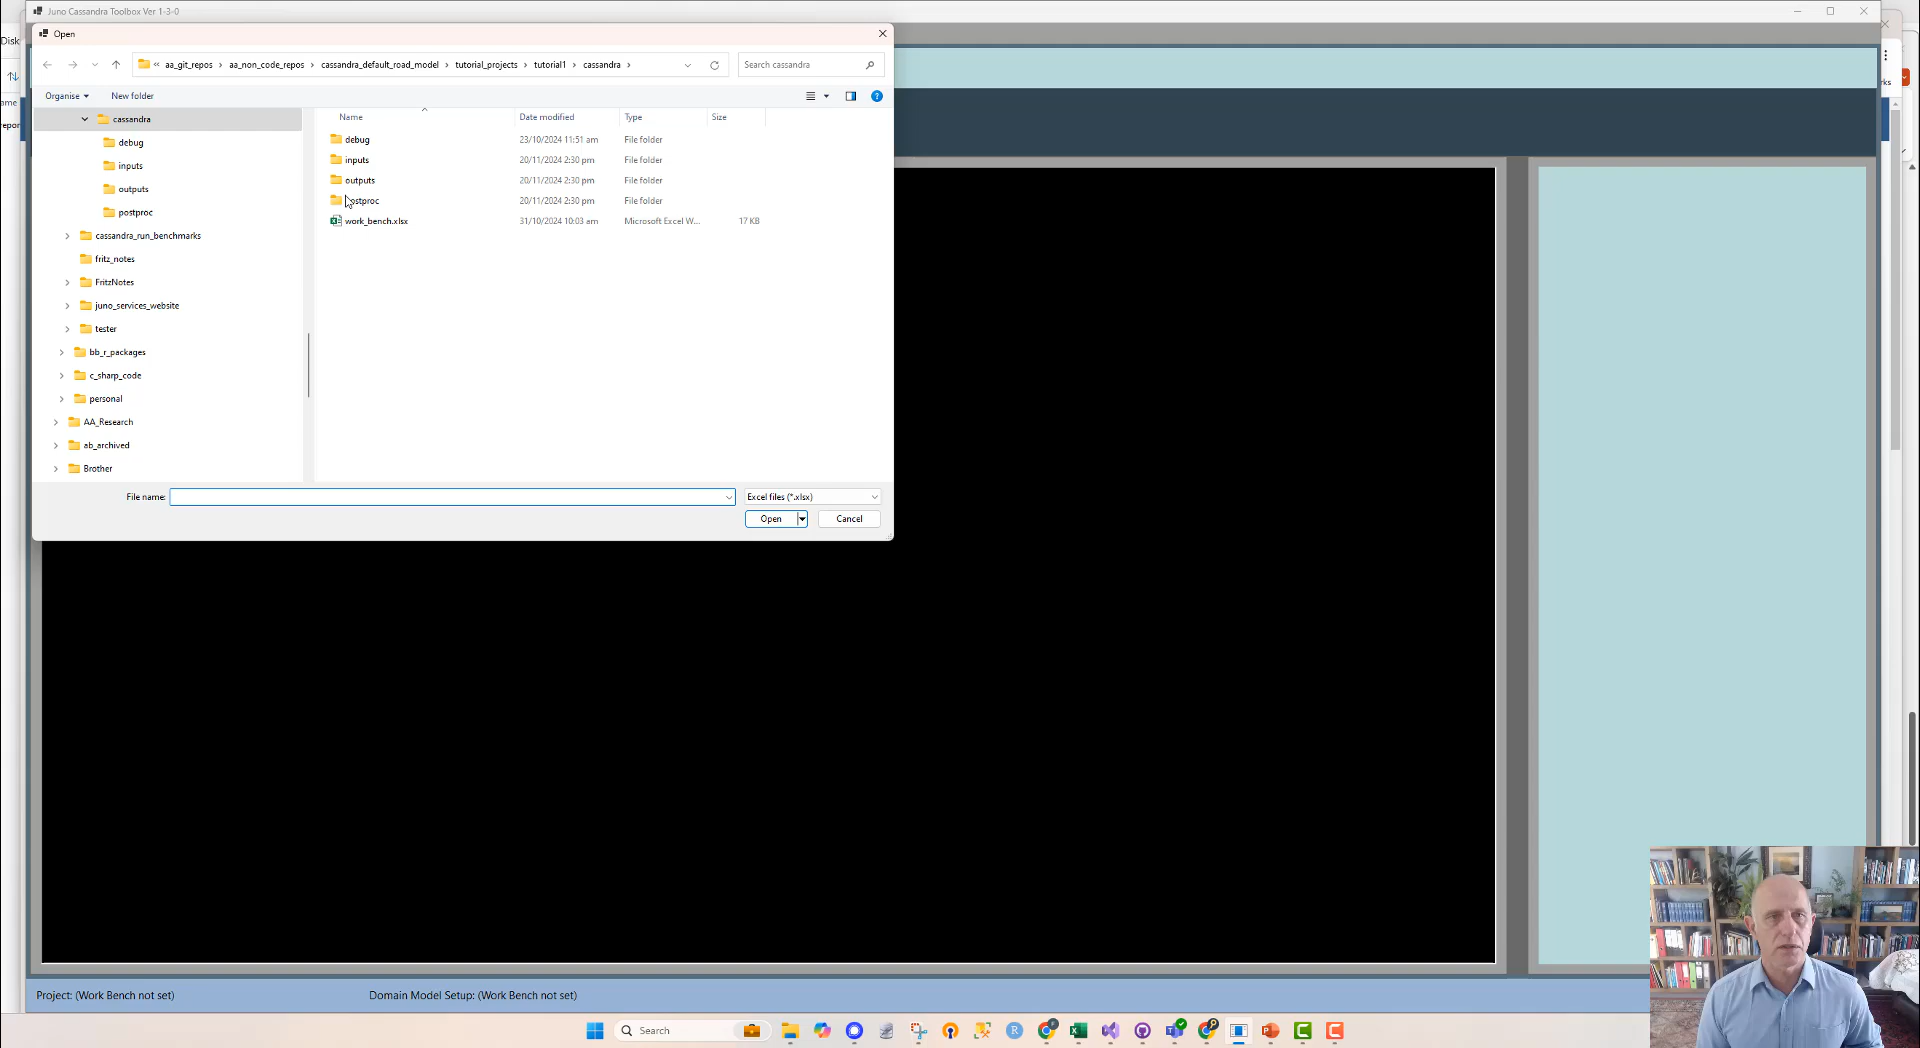 Juno Cassandra Toolbox Ver 1-3-0
Open
« aa_git_repos › aa_non_code_repos › cassandra_default_road_model › tutorial_projects › tutorial1 › cassandra ›
Search cassandra
Organise
New folder
Disk
ame
repor
rks
cassandra
debug
inputs
outputs
postproc
cassandra_run_benchmarks
fritz_notes
FritzNotes
juno_services_website
tester
bb_r_packages
c_sharp_code
personal
AA_Research
ab_archived
Brother
Name Date modified Type Size
debug 23/10/2024 11:51 am File folder
inputs 20/11/2024 2:30 pm File folder
outputs 20/11/2024 2:30 pm File folder
ostproc 20/11/2024 2:30 pm File folder
work_bench.xlsx 31/10/2024 10:03 am Microsoft Excel W... 17 KB
File name:
Excel files (*.xlsx)
Open
Cancel
Project: (Work Bench not set)
Domain Model Setup: (Work Bench not set)
Search